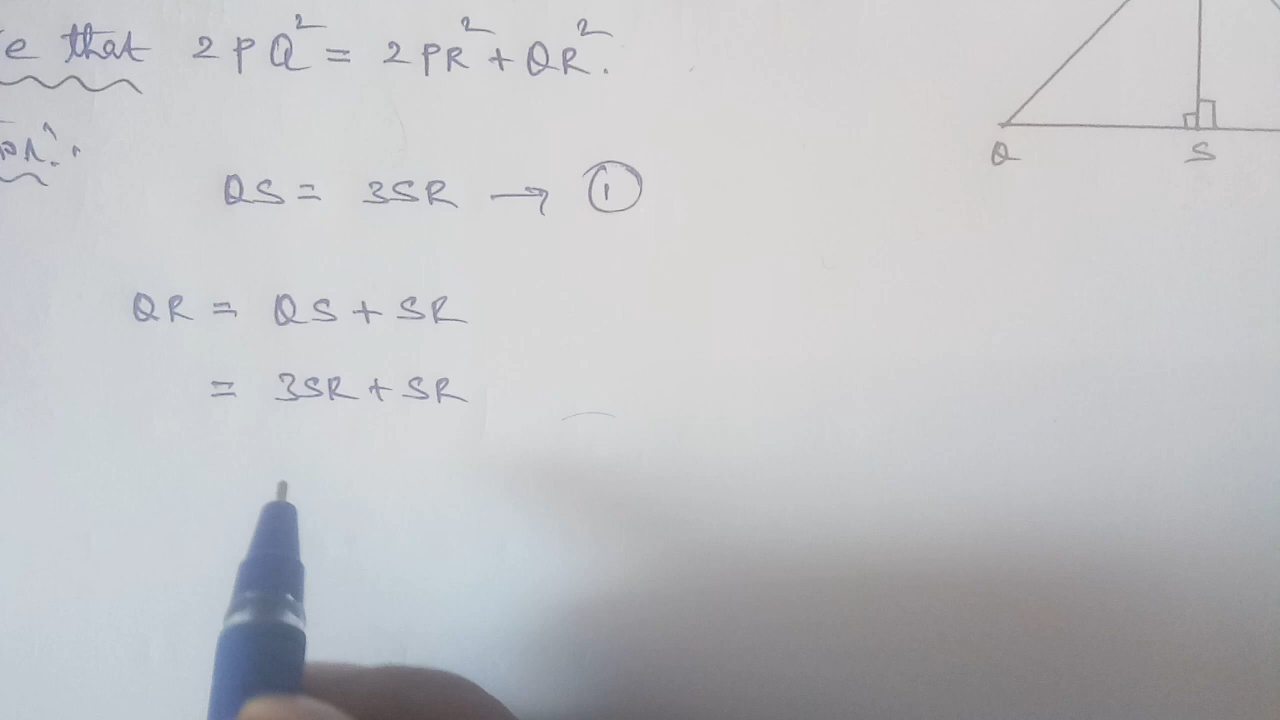 that 2PQ² = 2PR² + QR².
QS = 3SR → ①
QR = QS + SR
= 3SR + SR
Q S